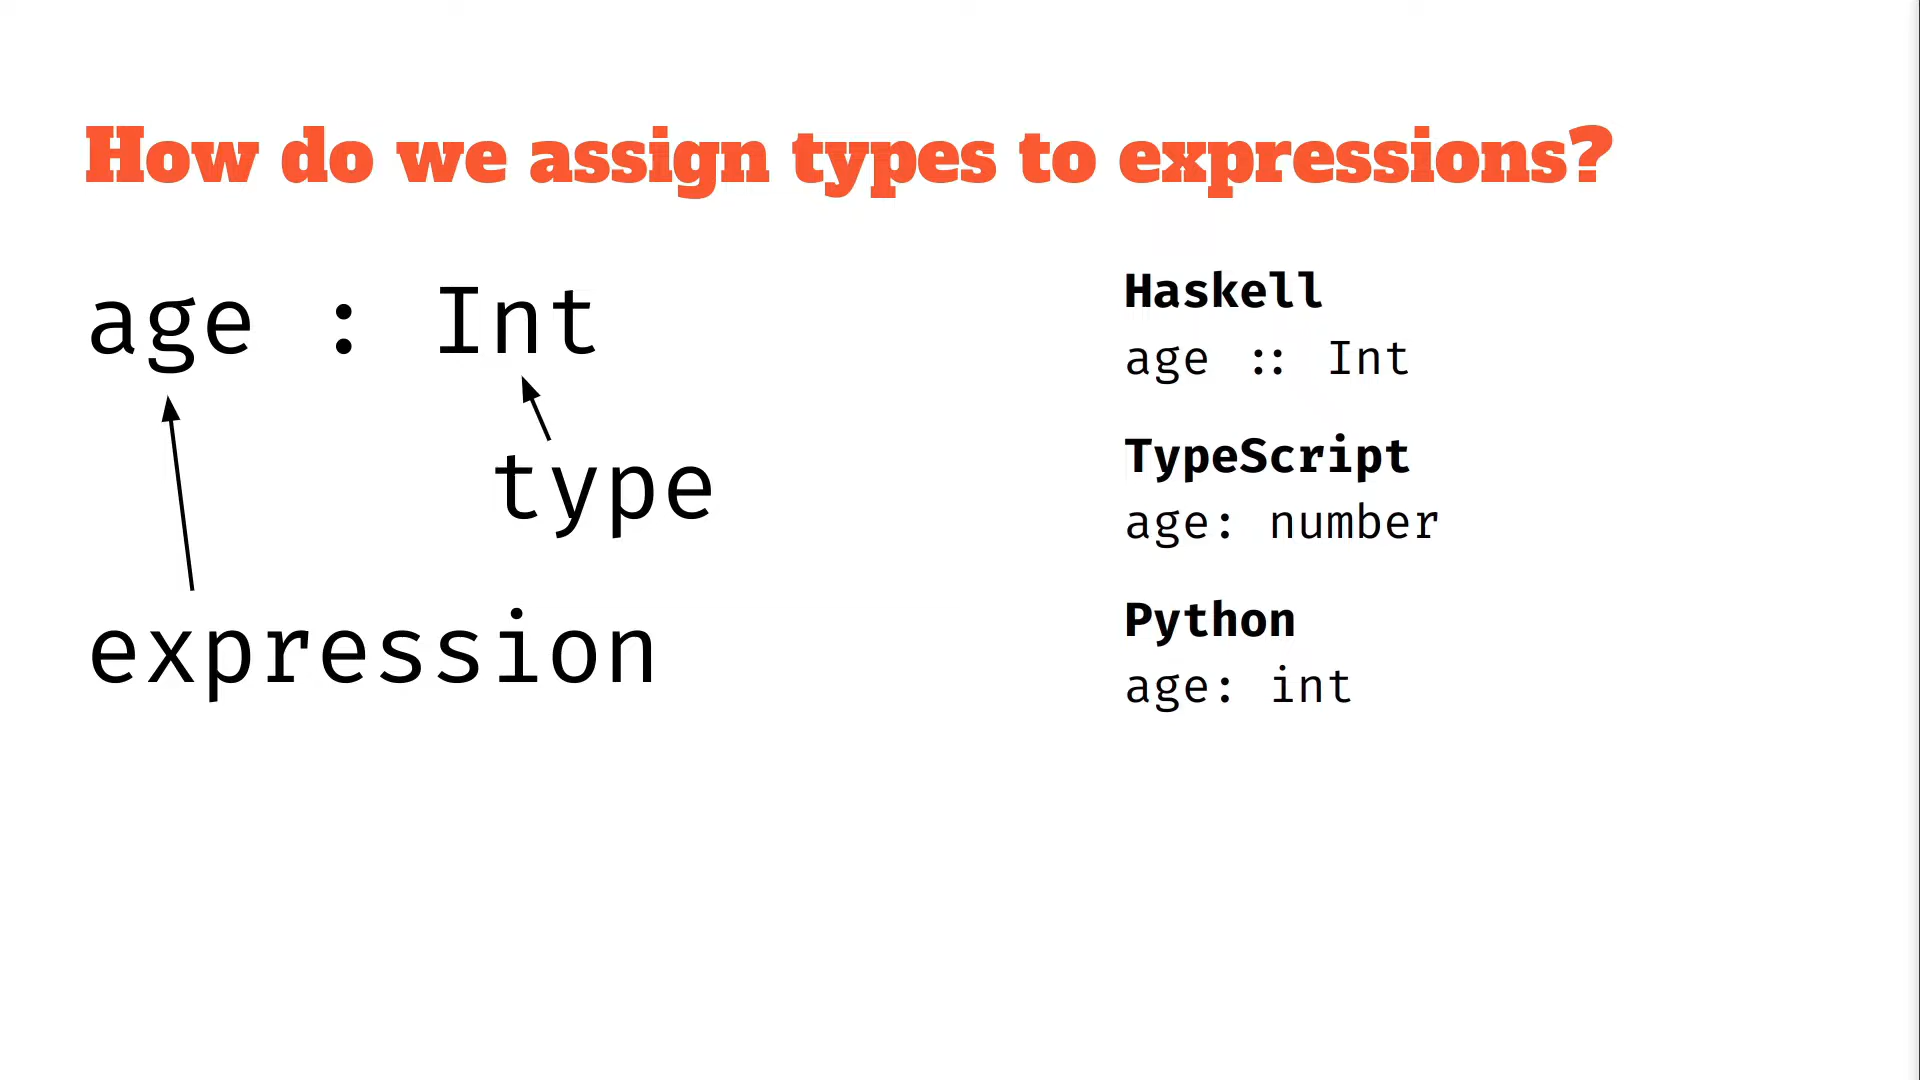 How do we assign types to expressions?
age : Int
type
expression
Haskell
age :: Int
TypeScript
age: number
Python
age: int